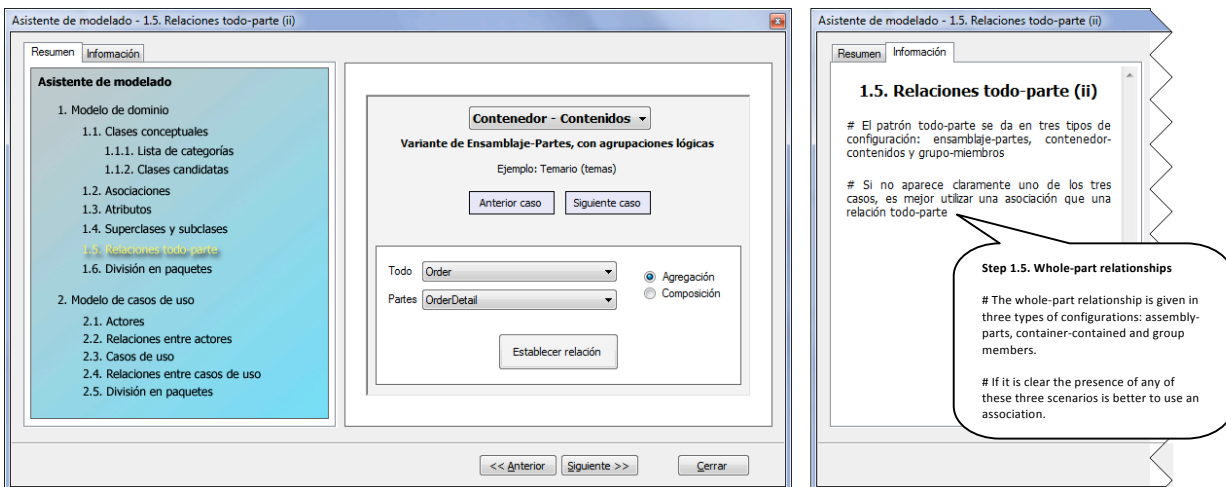 Asistente de modelado - 1.5. Relaciones todo-parte (ii)
Resumen
Información
Asistente de modelado
1. Modelo de dominio
1.1. Clases conceptuales
1.1.1. Lista de categorías
1.1.2. Clases candidatas
1.2. Asociaciones
1.3. Atributos
1.4. Superclases y subclases
1.5. Relaciones todo-parte
1.6. División en paquetes
2. Modelo de casos de uso
2.1. Actores
2.2. Relaciones entre actores
2.3. Casos de uso
2.4. Relaciones entre casos de uso
2.5. División en paquetes
Contenedor - Contenidos
Variante de Ensamblaje-Partes, con agrupaciones lógicas
Ejemplo: Temario (temas)
Anterior caso
Siguiente caso
Todo
Order
Partes
OrderDetail
Agregación
Composición
Establecer relación
<< Anterior
Siguiente >>
Cerrar
Asistente de modelado - 1.5. Relaciones todo-parte (ii)
Resumen
Información
1.5. Relaciones todo-parte (ii)
# El patrón todo-parte se da en tres tipos de
configuración: ensamblaje-partes, contenedor-
contenidos y grupo-miembros
# Si no aparece claramente uno de los tres
casos, es mejor utilizar una asociación que una
relación todo-parte
Step 1.5. Whole-part relationships
# The whole-part relationship is given in
three types of configurations: assembly-
parts, container-contained and group
members.
# If it is clear the presence of any of
these three scenarios is better to use an
association.